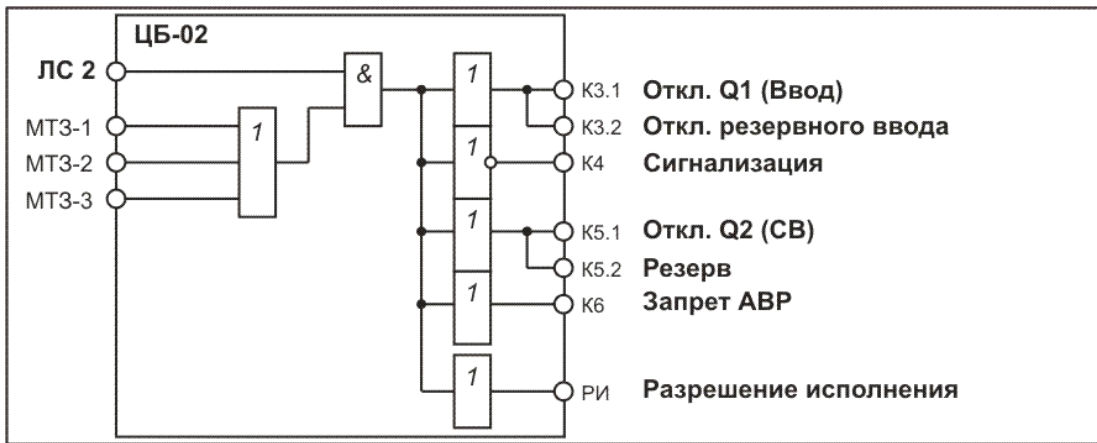 ЦБ-02
ЛС 2
&
1
К3.1 Откл. Q1 (Ввод)
МТЗ-1
1
К3.2 Откл. резервного ввода
МТЗ-2
1
К4 Сигнализация
МТЗ-3
1
К5.1 Откл. Q2 (СВ)
К5.2 Резерв
1
К6 Запрет АВР
1
РИ Разрешение исполнения